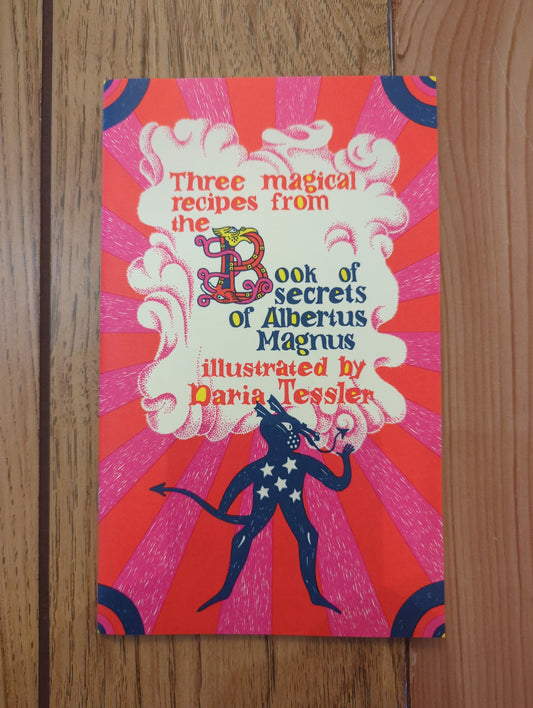 Three magical
recipes from
the
Book of
secrets
of Albertus
Magnus
illustrated by
Daria Tessler